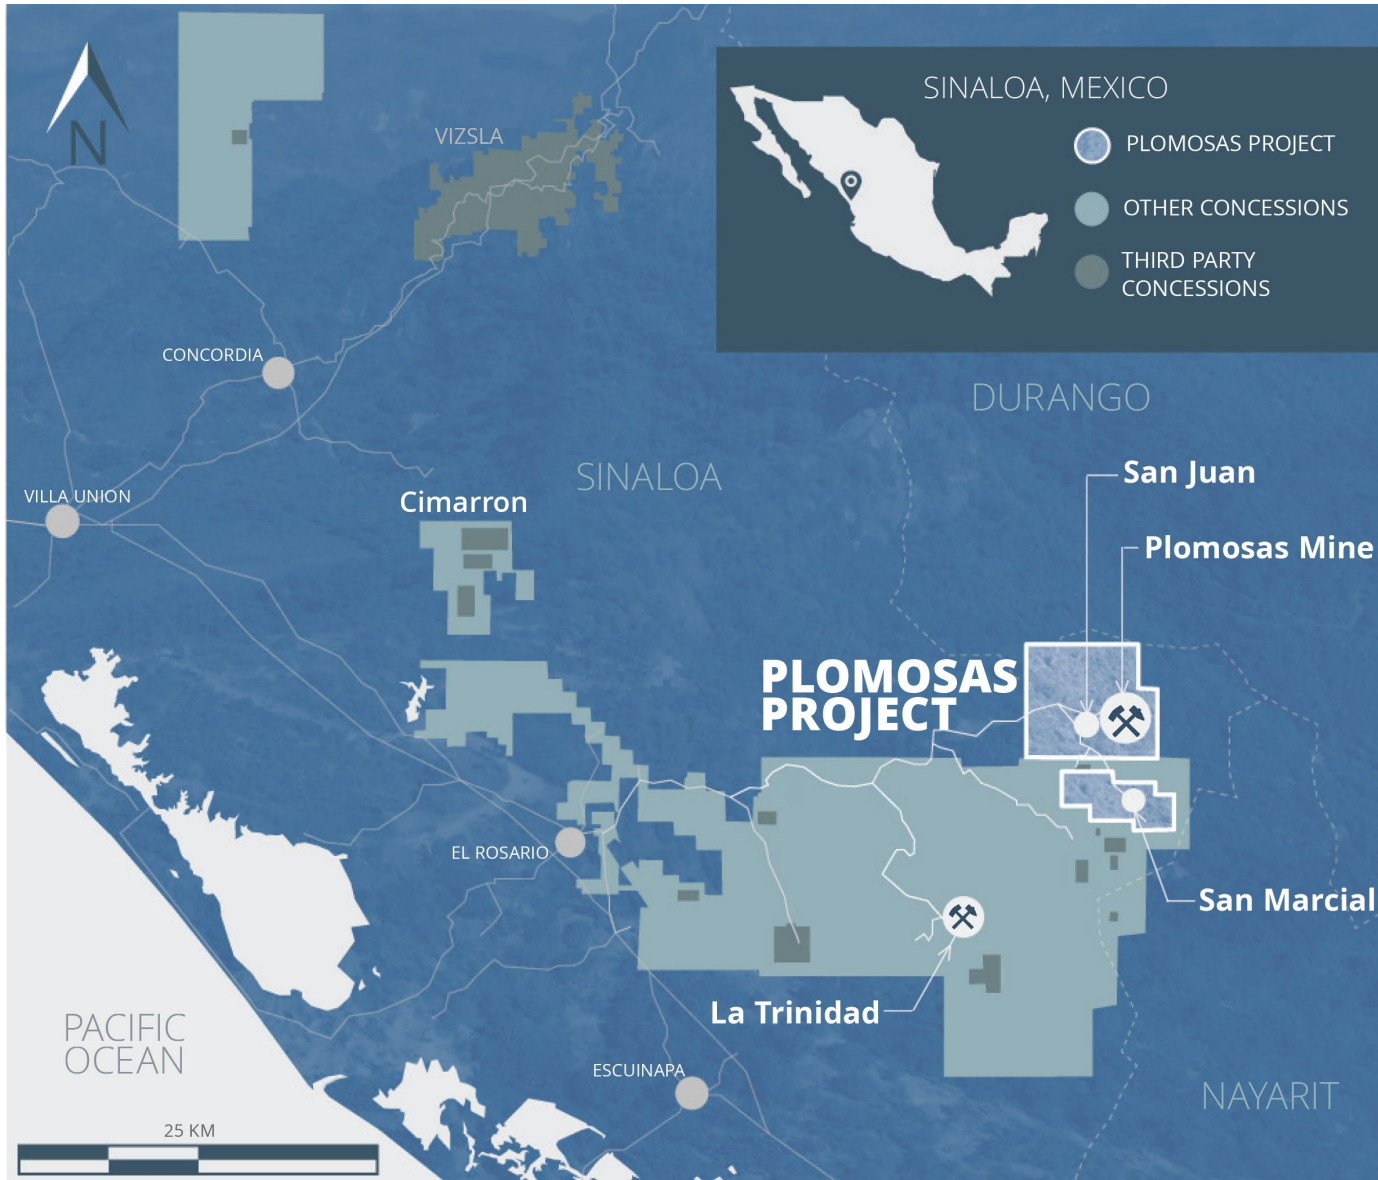 N
VIZSLA
SINALOA, MEXICO
PLOMOSAS PROJECT
OTHER CONCESSIONS
THIRD PARTY
CONCESSIONS
CONCORDIA
DURANGO
SINALOA
San Juan
VILLA UNION
Cimarron
Plomosas Mine
PLOMOSAS
PROJECT
EL ROSARIO
San Marcial
La Trinidad
PACIFIC
OCEAN
ESCUINAPA
NAYARIT
25 KM